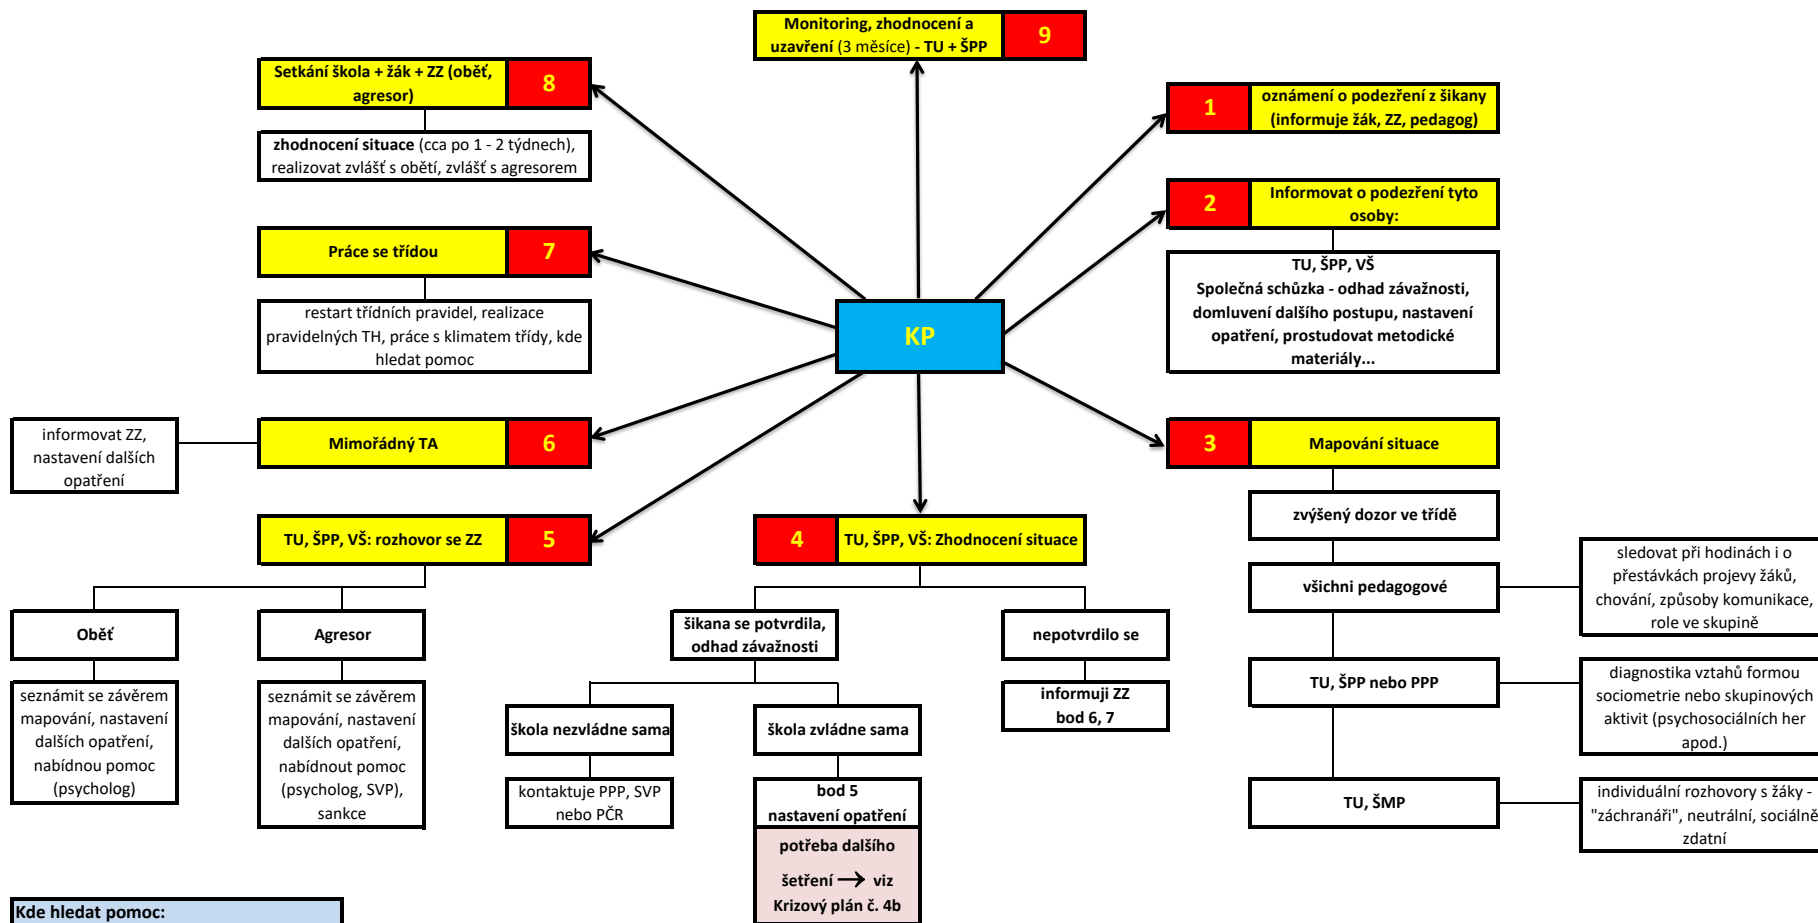 Monitoring, zhodnocení a
uzavření (3 měsíce) - TU + ŠPP
9
Setkání škola + žák + ZZ (oběť,
agresor)
8
zhodnocení situace (cca po 1 - 2 týdnech),
realizovat zvlášť s obětí, zvlášť s agresorem
1
oznámení o podezření z šikany
(informuje žák, ZZ, pedagog)
2
Informovat o podezření tyto
osoby:
TU, ŠPP, VŠ
Společná schůzka - odhad závažnosti,
domluvení dalšího postupu, nastavení
opatření, prostudovat metodické
materiály...
Práce se třídou
7
restart třídních pravidel, realizace
pravidelných TH, práce s klimatem třídy, kde
hledat pomoc
KP
informovat ZZ,
nastavení dalších
opatření
Mimořádný TA
6
3
Mapování situace
zvýšený dozor ve třídě
všichni pedagogové
sledovat při hodinách i o
přestávkách projevy žáků,
chování, způsoby komunikace,
role ve skupině
TU, ŠPP nebo PPP
diagnostika vztahů formou
sociometrie nebo skupinových
aktivit (psychosociálních her
apod.)
TU, ŠMP
individuální rozhovory s žáky -
"záchranáři", neutrální, sociálně
zdatní
TU, ŠPP, VŠ: rozhovor se ZZ
5
Oběť
seznámit se závěrem
mapování, nastavení
dalších opatření,
nabídnou pomoc
(psycholog)
Agresor
seznámit se závěrem
mapování, nastavení
dalších opatření,
nabídnout pomoc
(psycholog, SVP),
sankce
4
TU, ŠPP, VŠ: Zhodnocení situace
šikana se potvrdila,
odhad závažnosti
nepotvrdilo se
informuji ZZ
bod 6, 7
škola nezvládne sama
kontaktuje PPP, SVP
nebo PČR
škola zvládne sama
bod 5
nastavení opatření
potřeba dalšího
šetření → viz
Krizový plán č. 4b
Kde hledat pomoc: